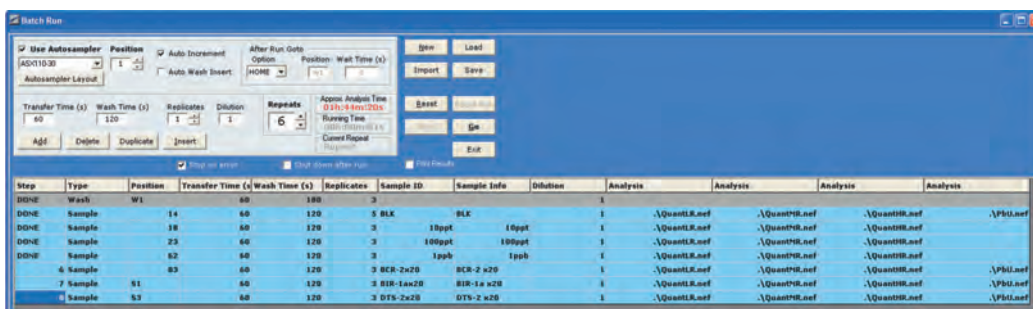 Batch Run
Use Autosampler Position Auto Increment After Run Goto New Load
Option Position Wait Time (s)
ASX110-30 1 Auto Wash Insert HOME W1 0 Import Save
Autosampler Layout
Transfer Time (s) Wash Time (s) Replicates Dilution Repeats Approx. Analysis Time Reset
01h:44m:20s
60 120 1 1 6 Running Time Go
Add Delete Duplicate Insert Current Repeat
Exit
Stop on error Shut down after run Print Results
Step Type Position Transfer Time (s Wash Time (s) Replicates Sample ID Sample Info Dilution Analysis Analysis Analysis Analysis
DONE Wash W1 60 180 3 1
DONE Sample 14 60 120 5 BLK BLK 1 .\QuantLR.nef .\QuantMR.nef .\QuantHR.nef .\PbU.nef
DONE Sample 18 60 120 3 10ppt 10ppt 1 .\QuantLR.nef .\QuantMR.nef .\QuantHR.nef
DONE Sample 23 60 120 3 100ppt 100ppt 1 .\QuantLR.nef .\QuantMR.nef .\QuantHR.nef
DONE Sample 62 60 120 3 1ppb 1ppb 1 .\QuantLR.nef .\QuantMR.nef .\QuantHR.nef
6 Sample 83 60 120 3 BCR-2x20 BCR-2 x20 1 .\QuantLR.nef .\QuantMR.nef .\QuantHR.nef .\PbU.nef
7 Sample S1 60 120 3 BIR-1ax20 BIR-1a x20 1 .\QuantLR.nef .\QuantMR.nef .\QuantHR.nef .\PbU.nef
8 Sample S3 60 120 3 DTS-2x20 DTS-2 x20 1 .\QuantLR.nef .\QuantMR.nef .\QuantHR.nef .\PbU.nef